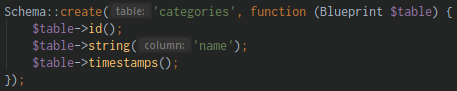 Schema::create( table: 'categories', function (Blueprint $table) {
    $table->id();
    $table->string( column: 'name');
    $table->timestamps();
});